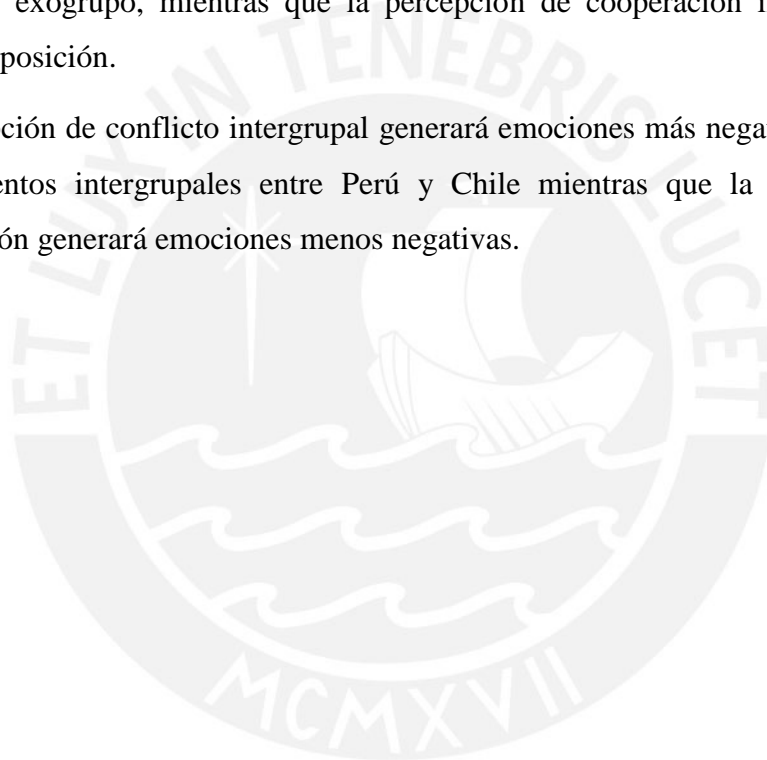 exogrupo, mientras que la percepción de cooperación
posición.
ción de conflicto intergrupal generará emociones más
entos intergrupales entre Perú y Chile mientras que la
ón generará emociones menos negativas.
ET LUX IN TENEBRIS LUCET
MCMXVII